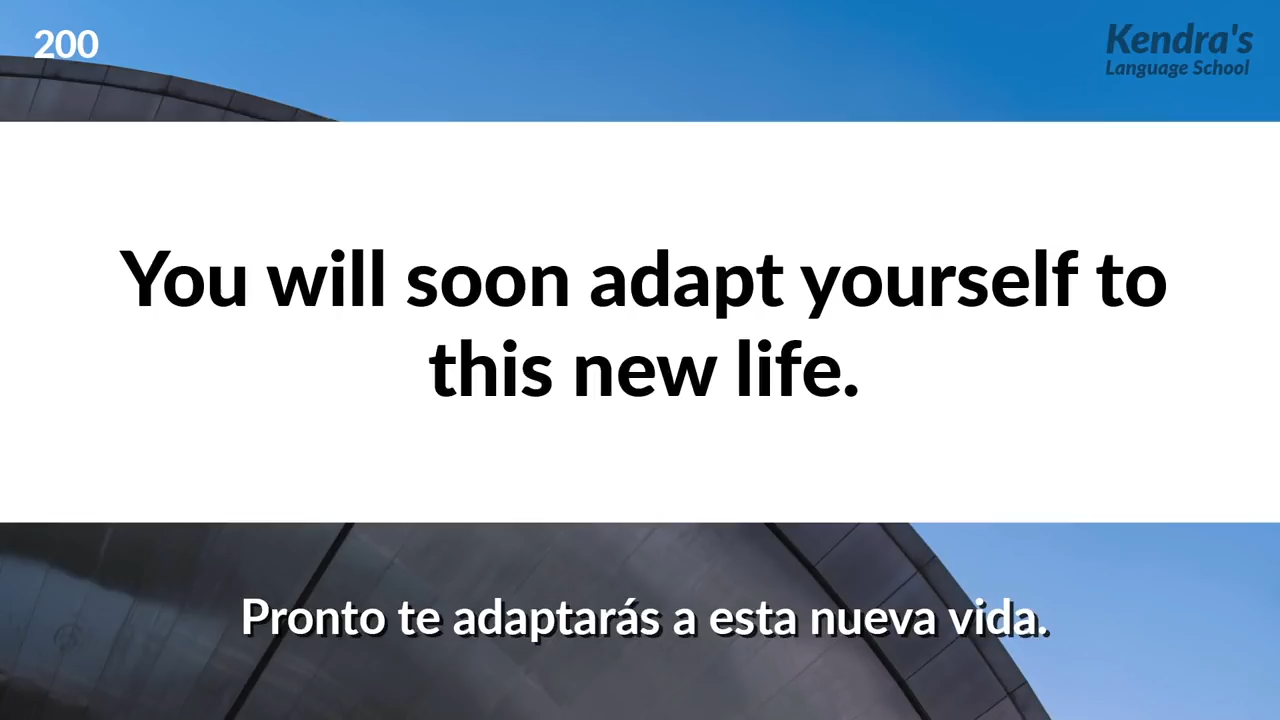 200
Kendra's
Language School
You will soon adapt yourself to
this new life.
Pronto te adaptarás a esta nueva vida.